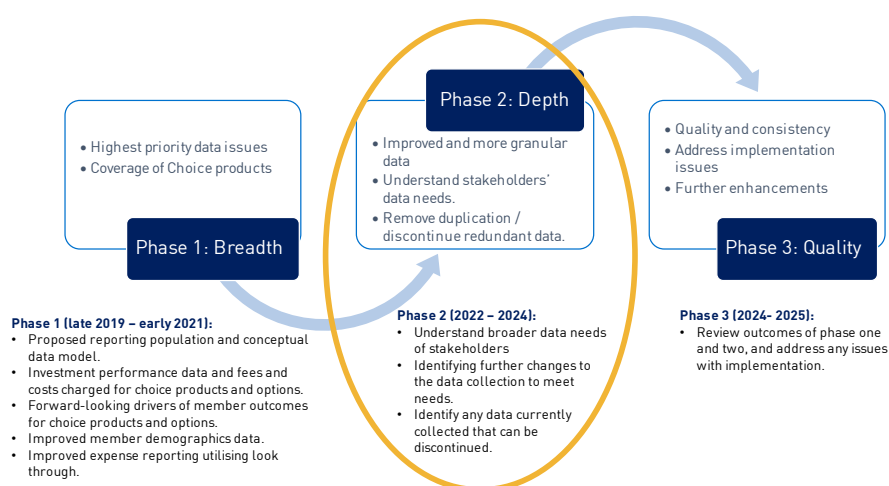 • Highest priority data issues
• Coverage of Choice products
Phase 1: Breadth
Phase 2: Depth
• Improved and more granular
data
• Understand stakeholders'
data needs.
• Remove duplication /
discontinue redundant data.
• Quality and consistency
• Address implementation
issues
• Further enhancements
Phase 3: Quality
Phase 1 (late 2019 – early 2021):
• Proposed reporting population and conceptual
data model.
• Investment performance data and fees and
costs charged for choice products and options.
• Forward-looking drivers of member outcomes
for choice products and options.
• Improved member demographics data.
• Improved expense reporting utilising look
through.
Phase 2 (2022 – 2024):
• Understand broader data needs
of stakeholders
• Identifying further changes to
the data collection to meet
needs.
• Identify any data currently
collected that can be
discontinued.
Phase 3 (2024- 2025):
• Review outcomes of phase one
and two, and address any issues
with implementation.